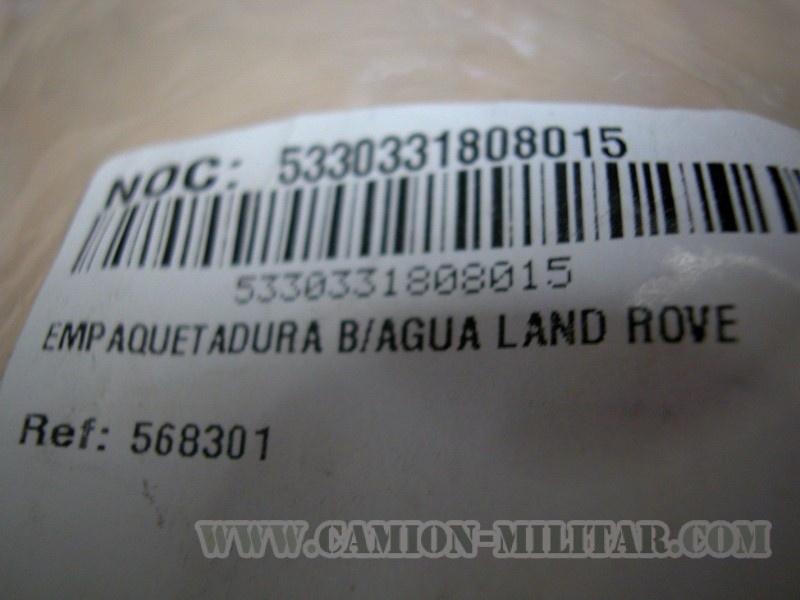 NOC: 5330331808015
5330331808015
EMPAQUETADURA B/AGUA LAND ROVE
Ref: 568301
WWW.CAMION-MILITAR.COM